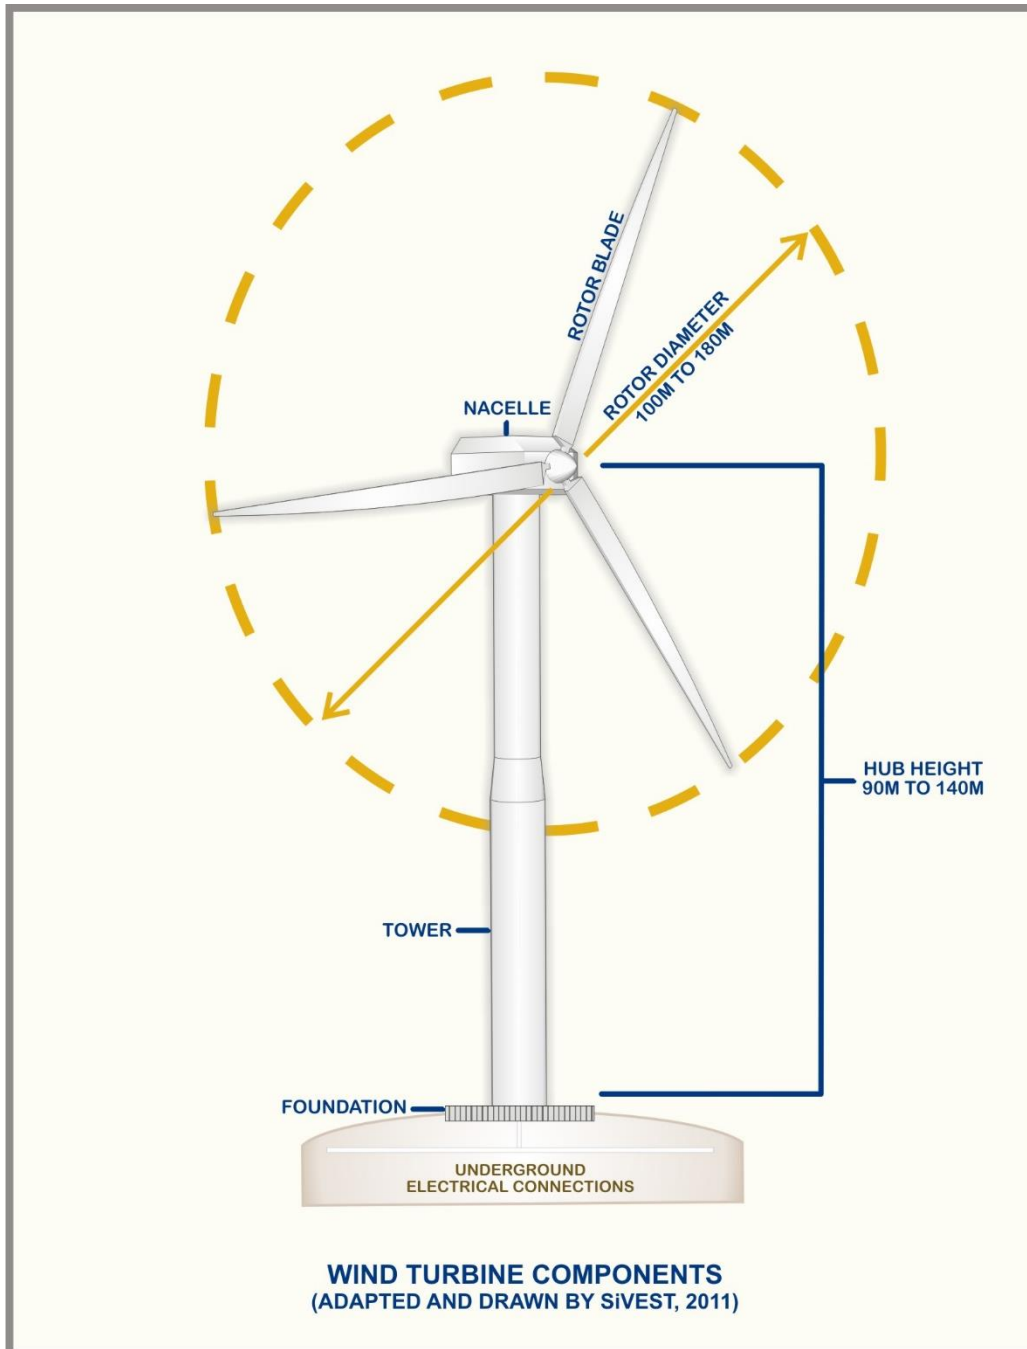 ROTOR BLADE
ROTOR DIAMETER
100M TO 180M
NACELLE
HUB HEIGHT
90M TO 140M
TOWER
FOUNDATION
UNDERGROUND
ELECTRICAL CONNECTIONS
WIND TURBINE COMPONENTS
(ADAPTED AND DRAWN BY SiVEST, 2011)